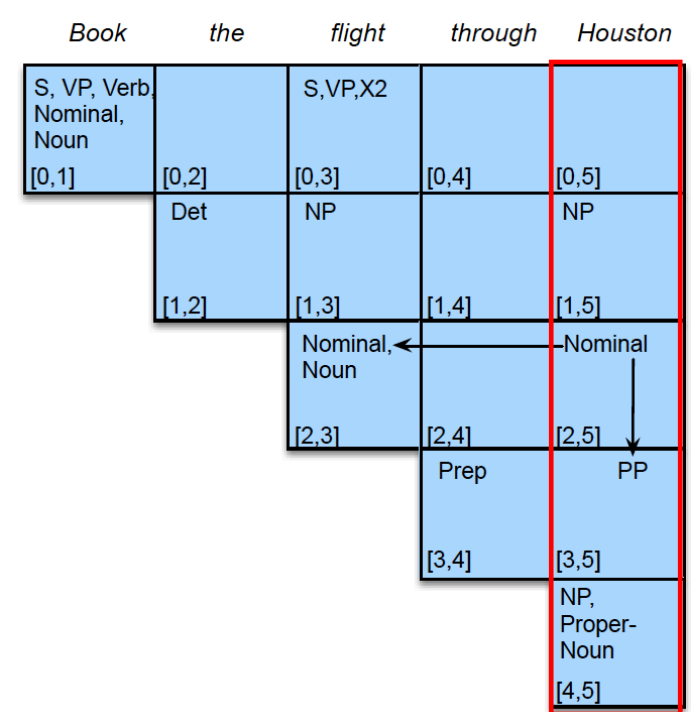 Book the flight through Houston
S, VP, Verb, S,VP,X2
Nominal,
Noun
[0,1] [0,2] [0,3] [0,4] [0,5]
Det NP NP
[1,2] [1,3] [1,4] [1,5]
Nominal, Nominal
Noun
[2,3] [2,4] [2,5]
Prep PP
[3,4] [3,5]
NP,
Proper-
Noun
[4,5]